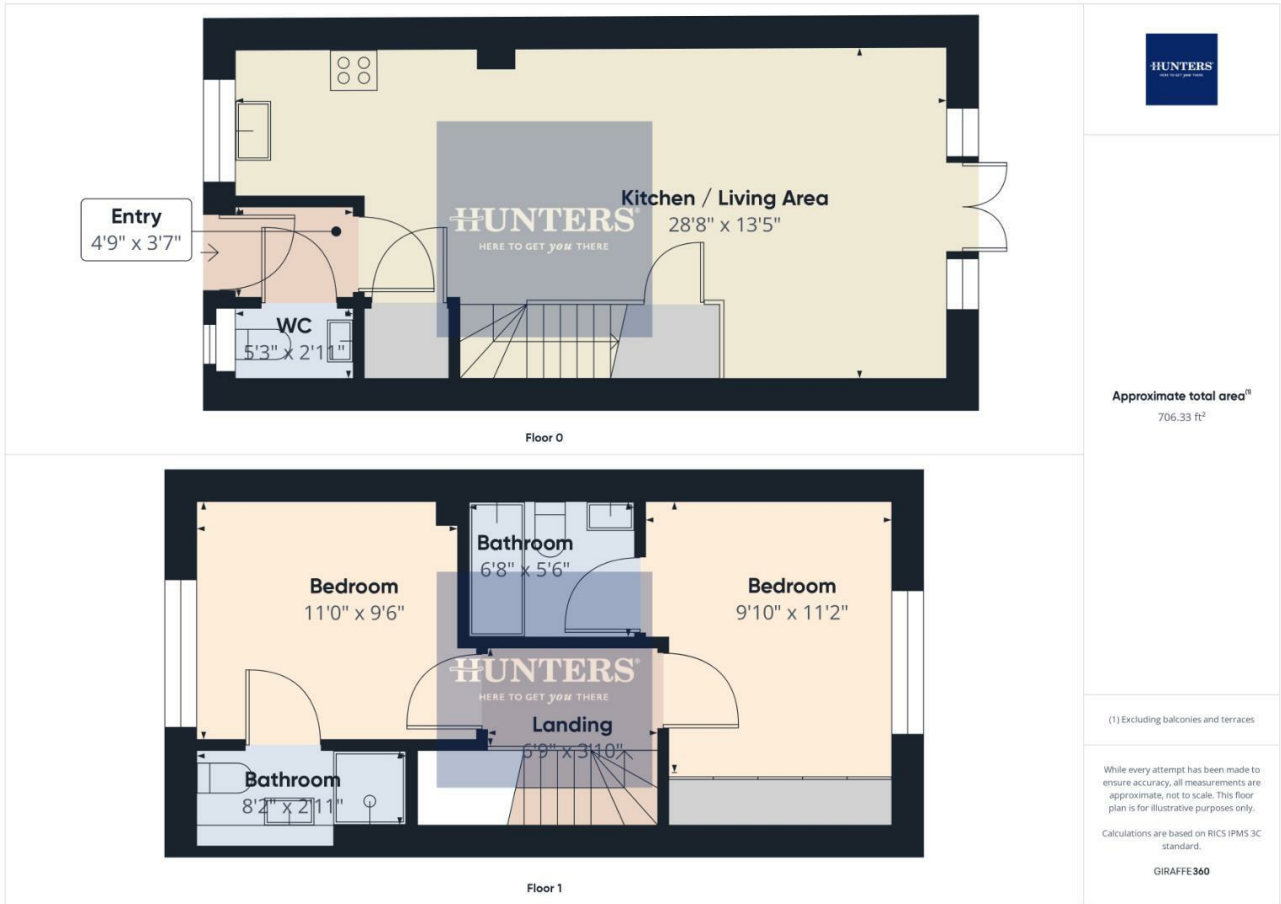 Entry
4'9" x 3'7"
WC
5'3" x 2'11"
Kitchen / Living Area
28'8" x 13'5"
HUNTERS®
HERE TO GET you THERE
Floor 0
Bedroom
11'0" x 9'6"
Bathroom
6'8" x 5'6"
Bedroom
9'10" x 11'2"
HUNTERS®
HERE TO GET you THERE
Landing
6'9" x 3'10"
Bathroom
8'2" x 2'11"
Floor 1
HUNTERS
HERE TO GET you THERE
Approximate total area(1)
706.33 ft²
(1) Excluding balconies and terraces
While every attempt has been made to
ensure accuracy, all measurements are
approximate, not to scale. This floor
plan is for illustrative purposes only.
Calculations are based on RICS IPMS 3C
standard.
GIRAFFE360